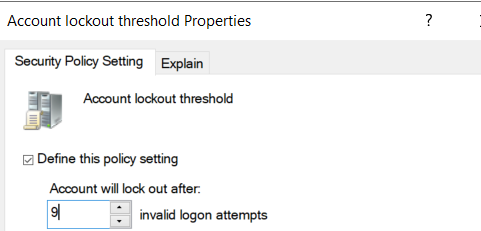 Account lockout threshold Properties
?
Security Policy Setting Explain
Account lockout threshold
Define this policy setting
Account will lock out after:
9 invalid logon attempts